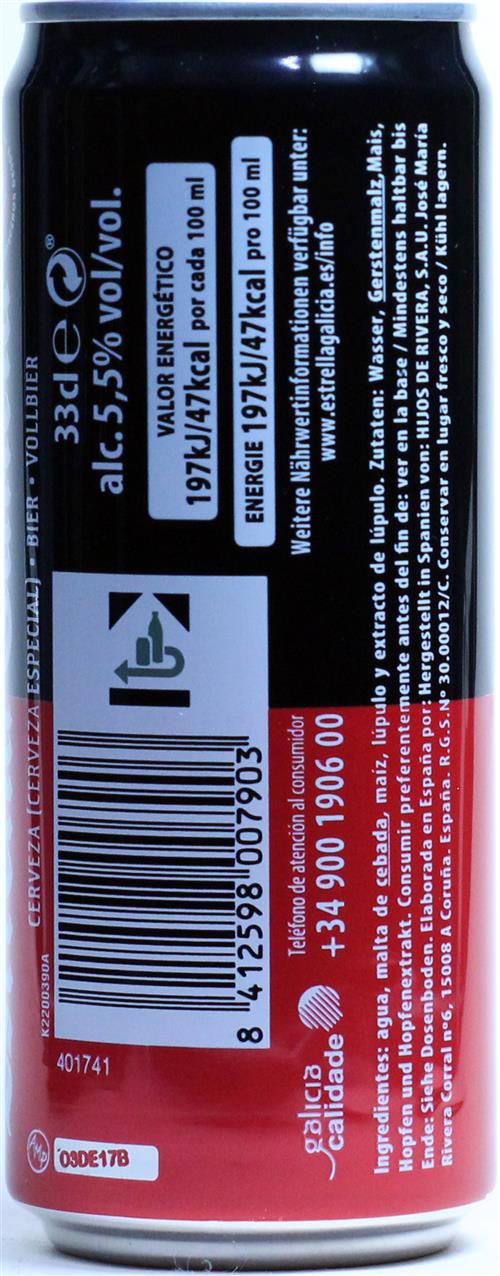 CERVEZA [CERVEZA ESPECIAL] • BIER • VOLLBIER
K2200390A
33 cl e ®
alc. 5,5% vol/vol.
VALOR ENERGÉTICO
197kJ/47kcal por cada 100 ml
ENERGIE 197kJ/47kcal pro 100 ml
Weitere Nährwertinformationen verfügbar unter:
www.estrellagalicia.es/info
8 412598 007903
401741
AMP
03DE17B
Teléfono de atención al consumidor
+34 900 1906 00
galicia
calidade
Ingredientes: agua, malta de cebada, maíz, lúpulo y extracto de lúpulo. Zutaten: Wasser, Gerstenmalz, Mais,
Hopfen und Hopfenextrakt. Consumir preferentemente antes del fin de: ver en la base / Mindestens haltbar bis
Ende: Siehe Dosenboden. Elaborada en España por: Hergestellt in Spanien von: HIJOS DE RIVERA, S.A.U. José María
Rivera Corral nº6, 15008 A Coruña. España. R.G.S.Nº 30.00012/C. Conservar en lugar fresco y seco / Kühl lagern.